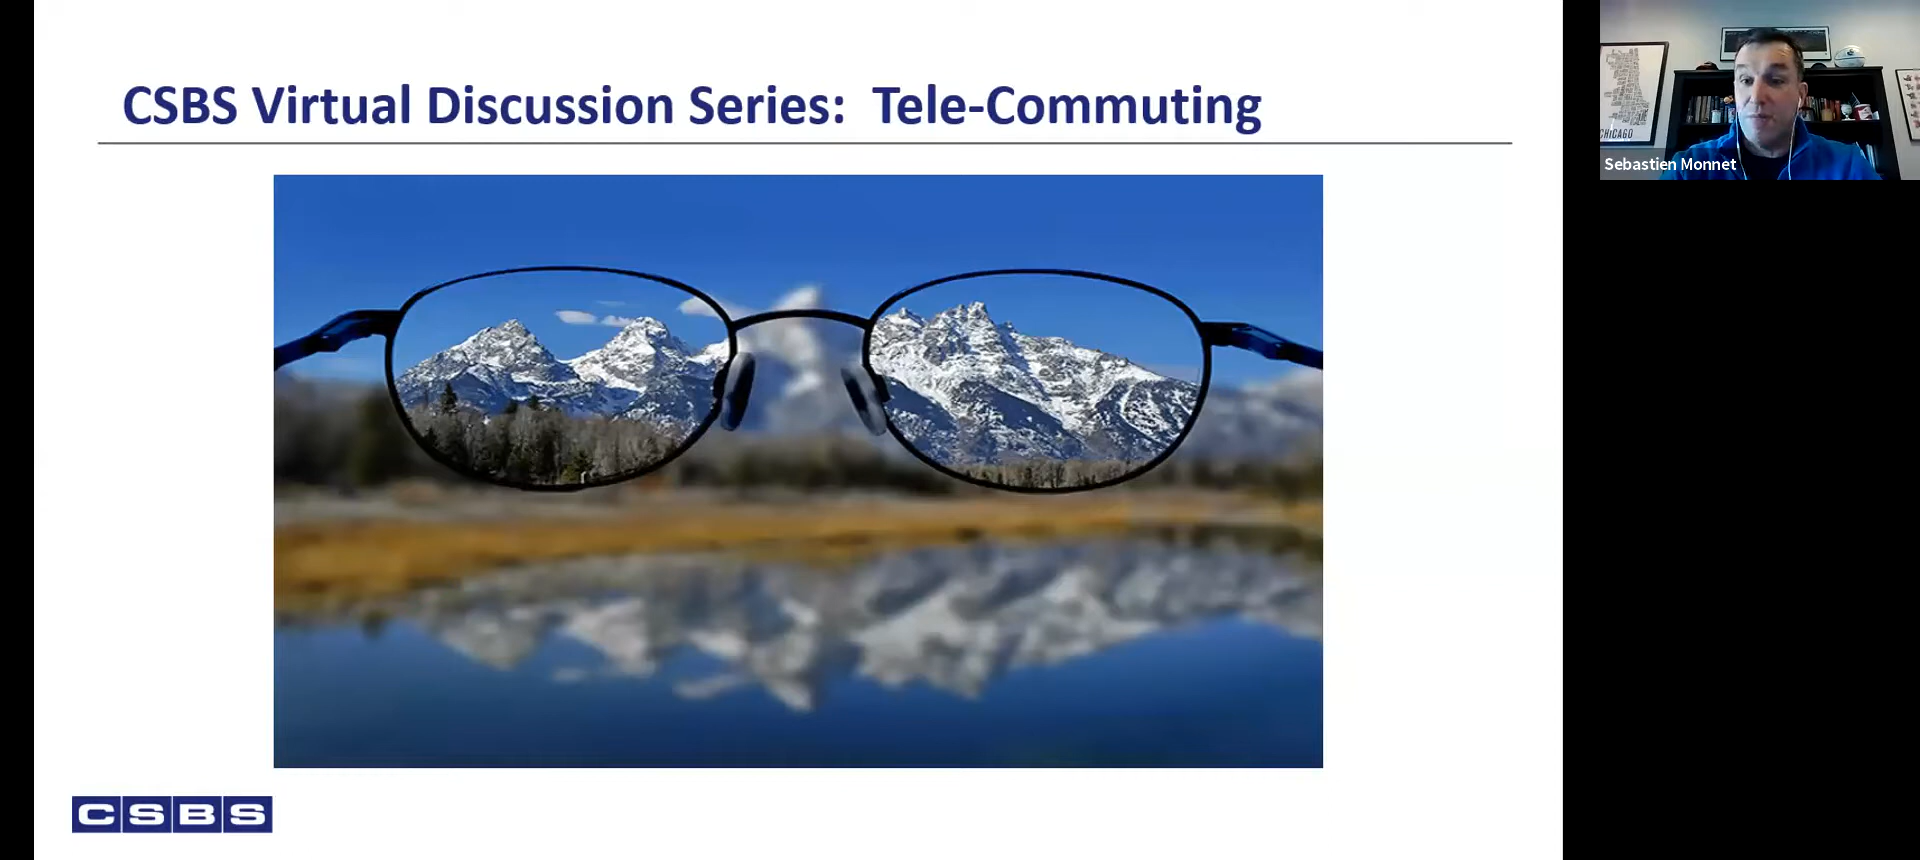 CSBS Virtual Discussion Series: Tele-Commuting
CSBS
CHICAGO
Sebastien Monnet